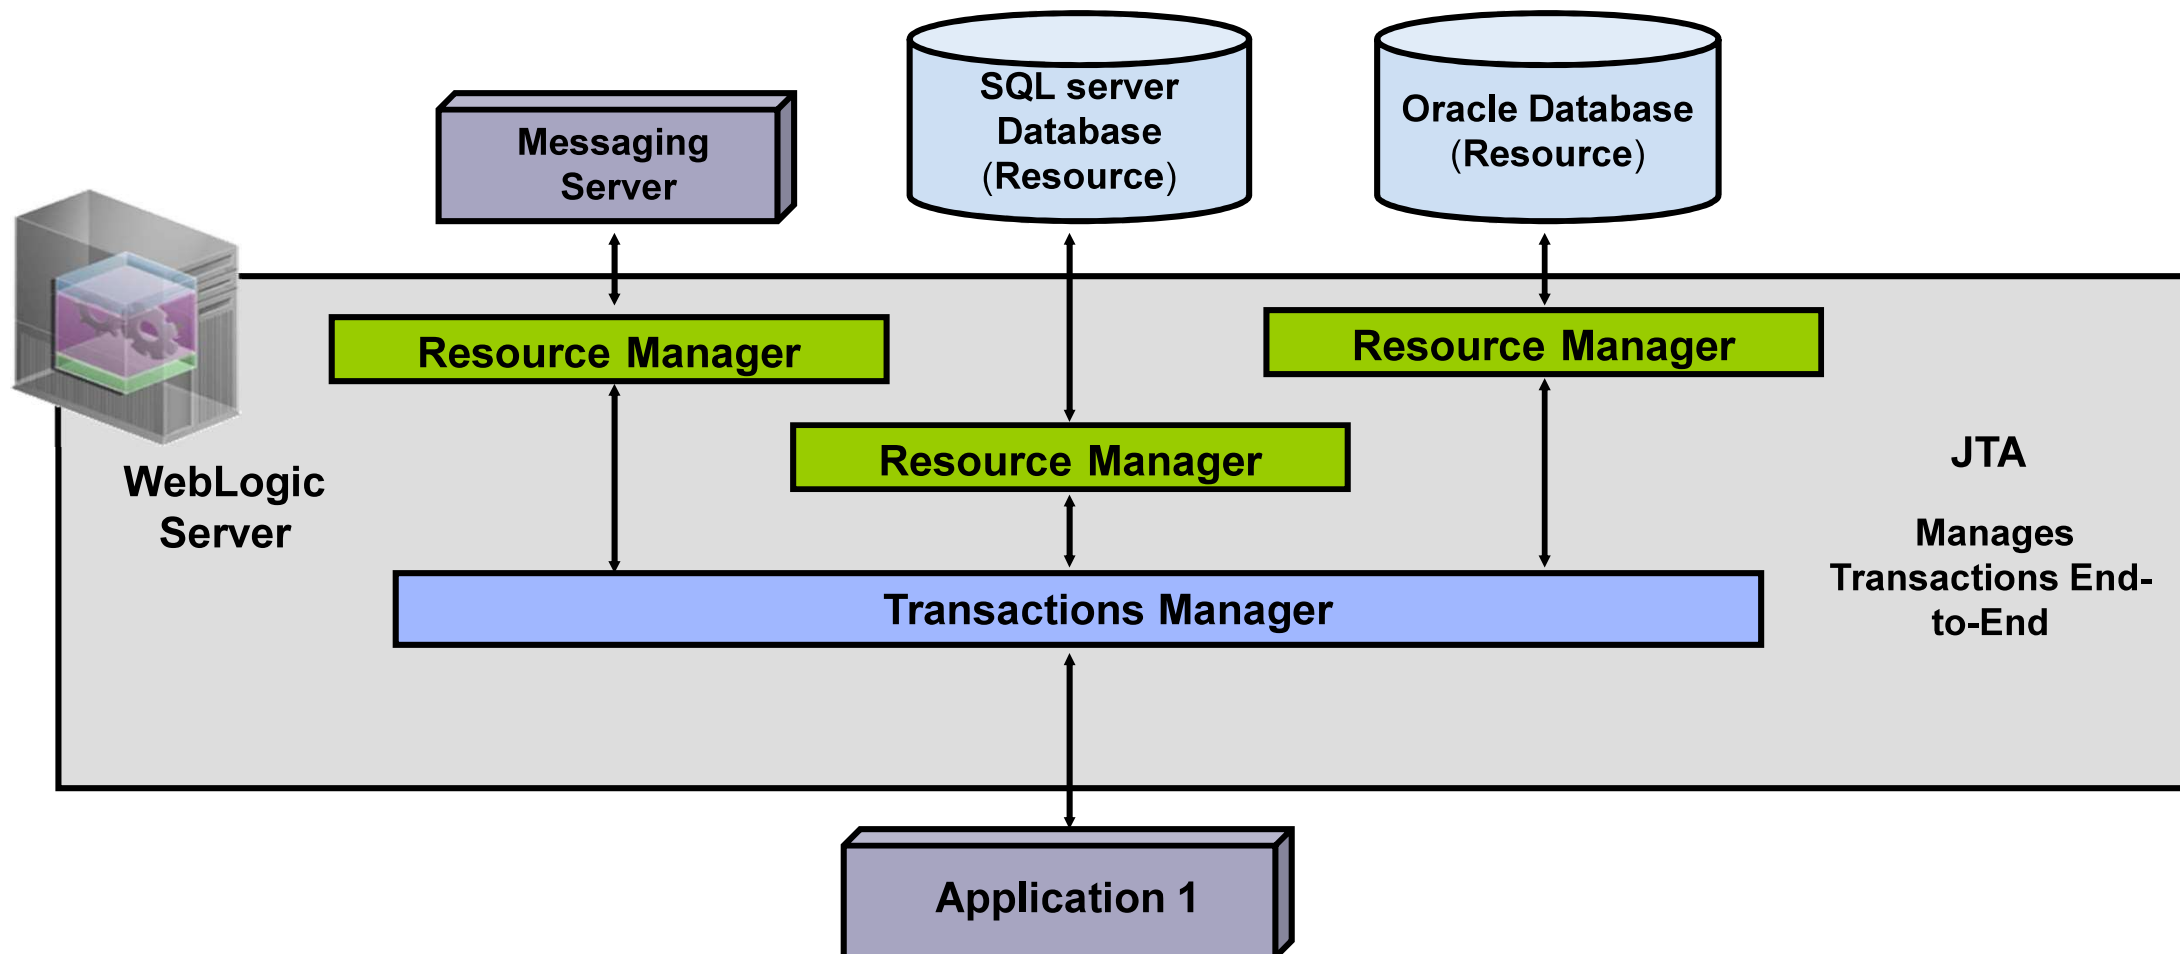 Messaging
Server
SQL server
Database
(Resource)
Oracle Database
(Resource)
Resource Manager
Resource Manager
Resource Manager
WebLogic
Server
JTA
Manages
Transactions End-
to-End
Transactions Manager
Application 1